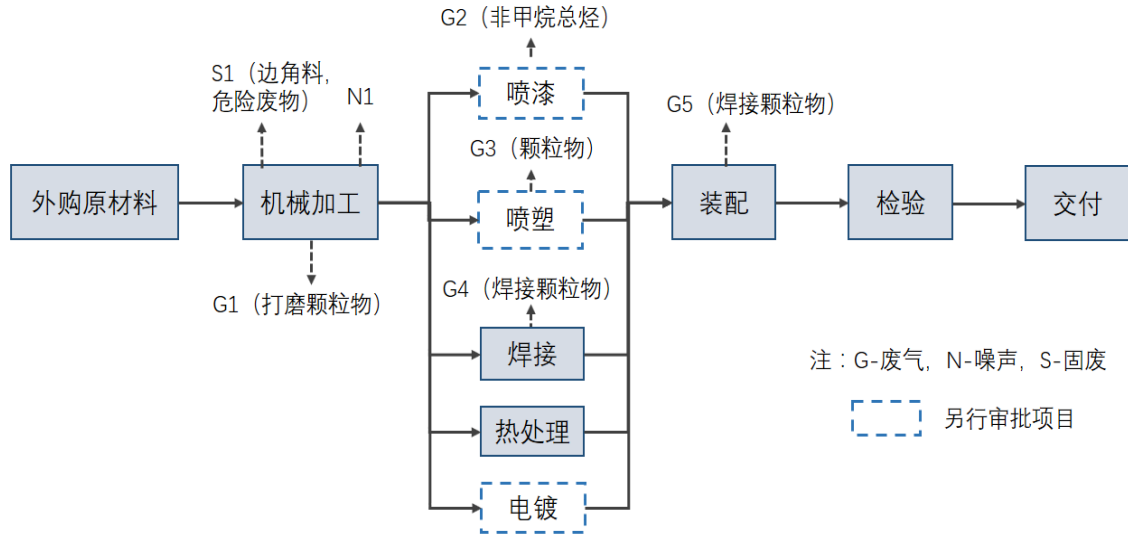 G2（非甲烷总烃）
S1（边角料,
危险废物）
N1
喷漆
G5（焊接颗粒物）
G3（颗粒物）
外购原材料
机械加工
喷塑
装配
检验
交付
G1（打磨颗粒物）
G4（焊接颗粒物）
焊接
注：G-废气, N-噪声, S-固废
热处理
另行审批项目
电镀